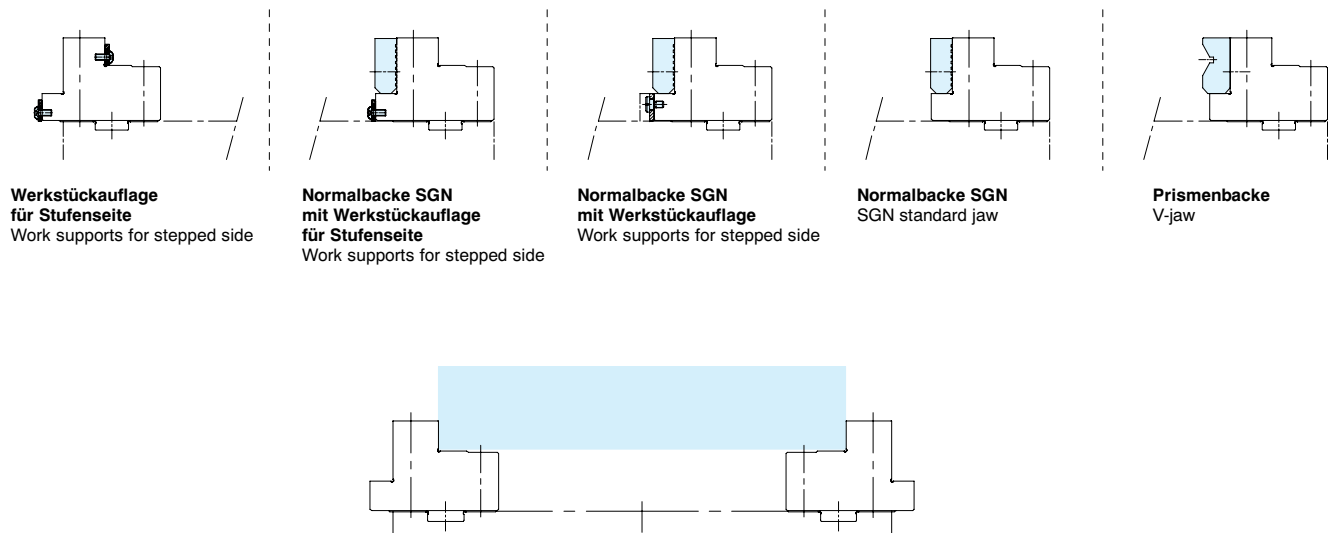 Werkstückauflage
für Stufenseite
Work supports for stepped side
Normalbacke SGN
mit Werkstückauflage
für Stufenseite
Work supports for stepped side
Normalbacke SGN
mit Werkstückauflage
Work supports for stepped side
Normalbacke SGN
SGN standard jaw
Prismenbacke
V-jaw